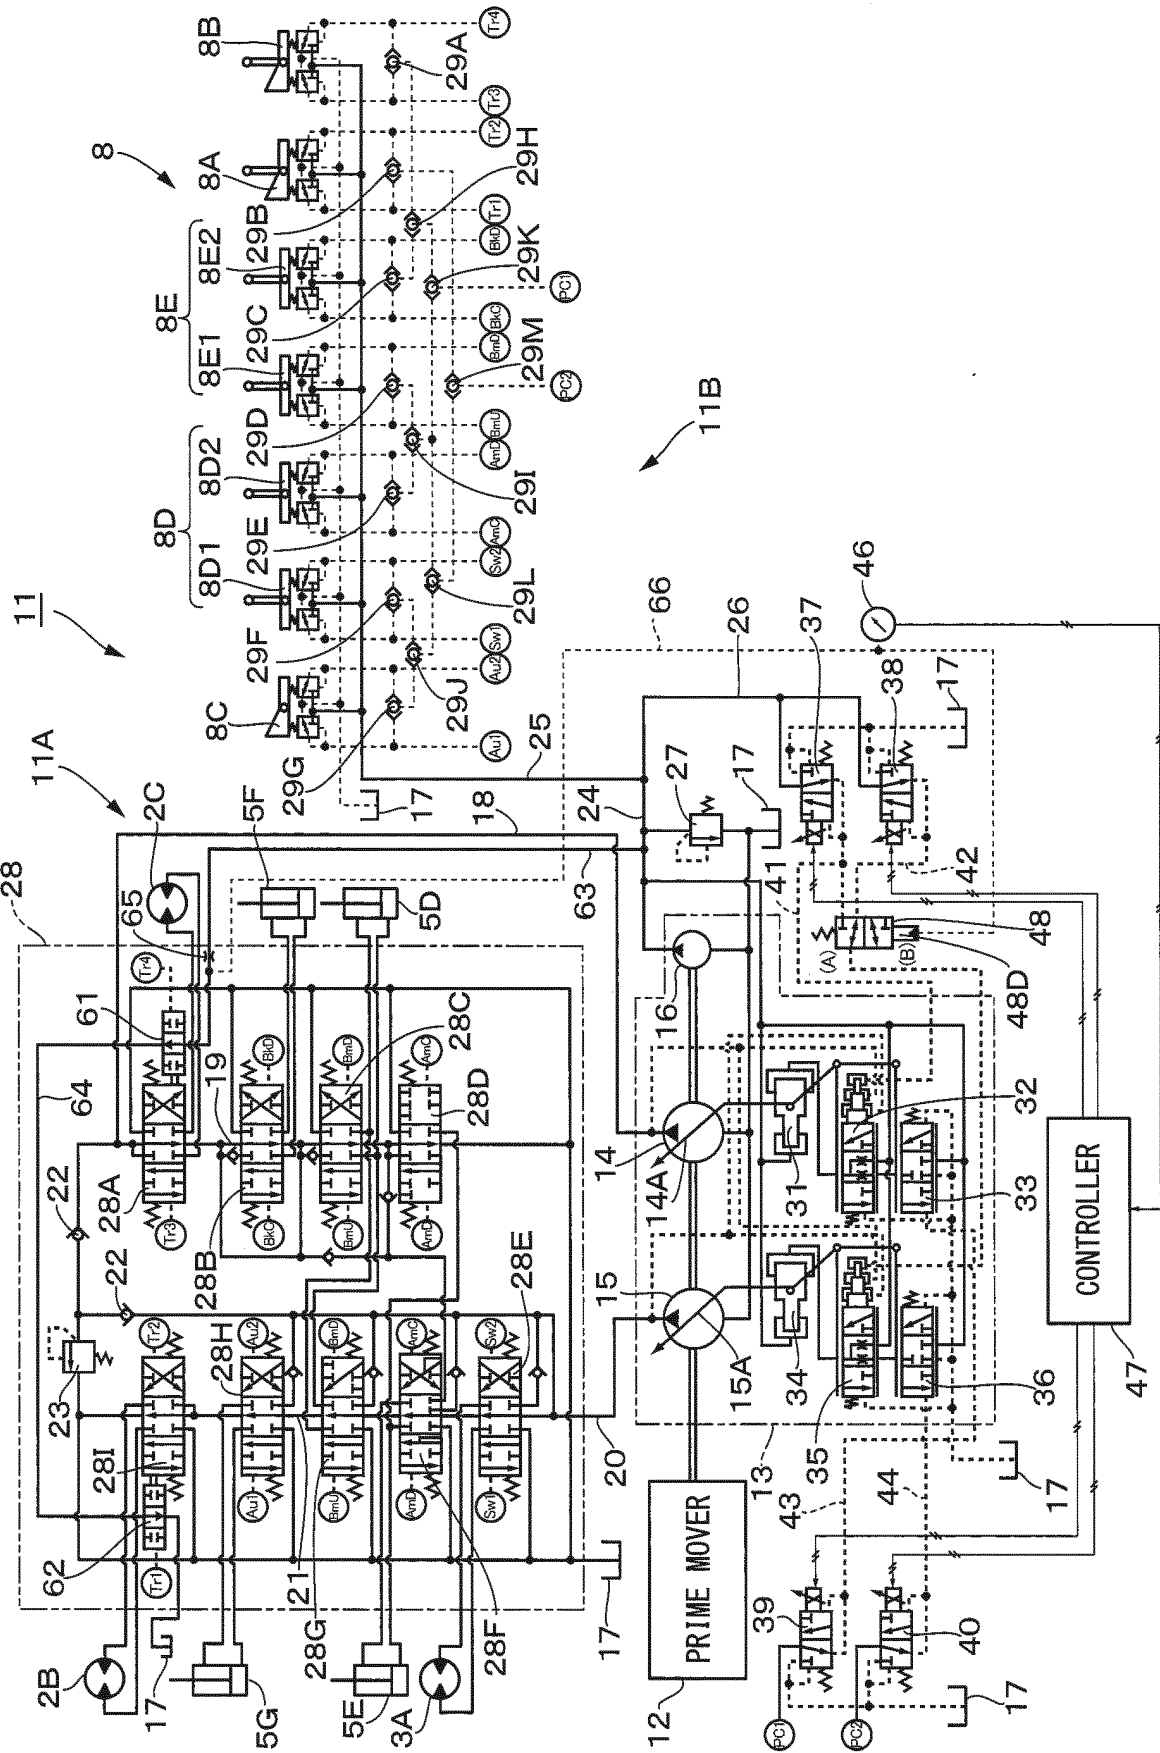 11
11A
11B
8
8A
8B
8C
8D
8D1
8D2
8E
8E1
8E2
29A
29B
29C
29D
29E
29F
29G
29H
29I
29J
29K
29L
29M
Tr4
Tr3
Tr2
Tr1
BkD
BkC
BmD
BmU
AmD
AmC
Sw2
Sw1
Au2
Au1
PC1
PC2
28
2C
65
Tr4
61
64
22
28A
Tr3
19
BkD
BkC
28B
BmD
BmU
28C
AmC
AmD
28D
5F
5D
18
63
25
17
22
23
28I
Tr2
62
Tr1
28H
Au2
Au1
21
BmD
BmU
28G
AmC
AmD
28F
Sw2
Sw1
28E
20
17
2B
17
5G
5E
3A
24
26
27
17
66
46
37
38
17
41
42
48
48D
(A)
(B)
16
14
14A
15
15A
31
32
33
34
35
36
13
43
44
17
39
40
17
PC1
PC2
12
PRIME MOVER
CONTROLLER
47